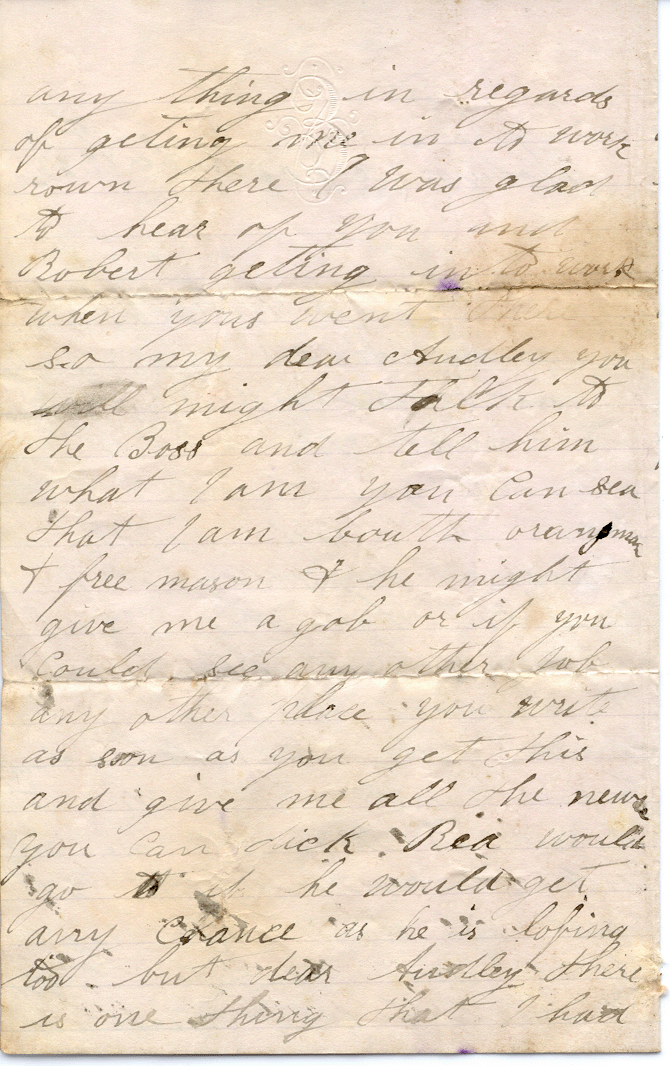 any thing in regards
of geting me in to work
rown there I was glad
to hear of you and
Robert geting in to work
when yous went there
so my dear Audley you
will might talk to
the Boss and tell him
what I am you Can sea
that I am bouth orangman
& free mason & he might
give me a gob or if you
Could see any other Job
any other place you write
as soon as you get this
and give me all the news
you Can dick Rea would
go to if he would get
any Chance as he is lofing
too but dear Audley there
is one thing that I had